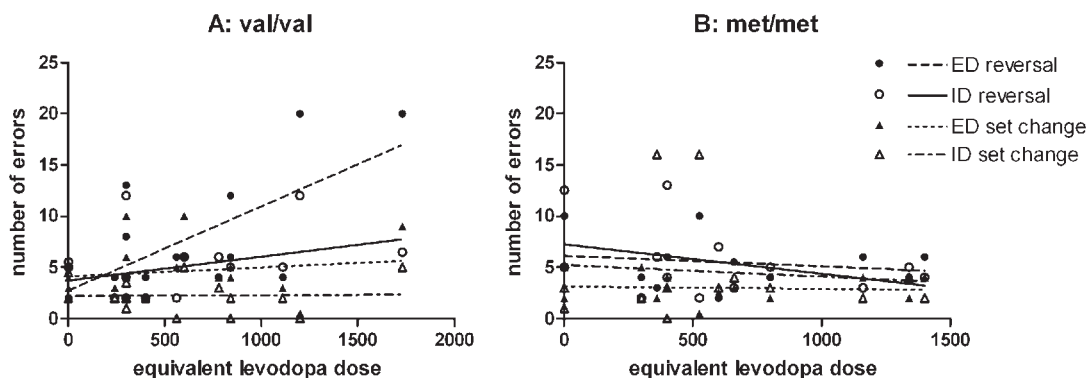 A: val/val
number of errors
25
20
15
10
5
0
0 500 1000 1500 2000
equivalent levodopa dose
B: met/met
number of errors
25
20
15
10
5
0
0 500 1000 1500
equivalent levodopa dose
ED reversal
ID reversal
ED set change
ID set change